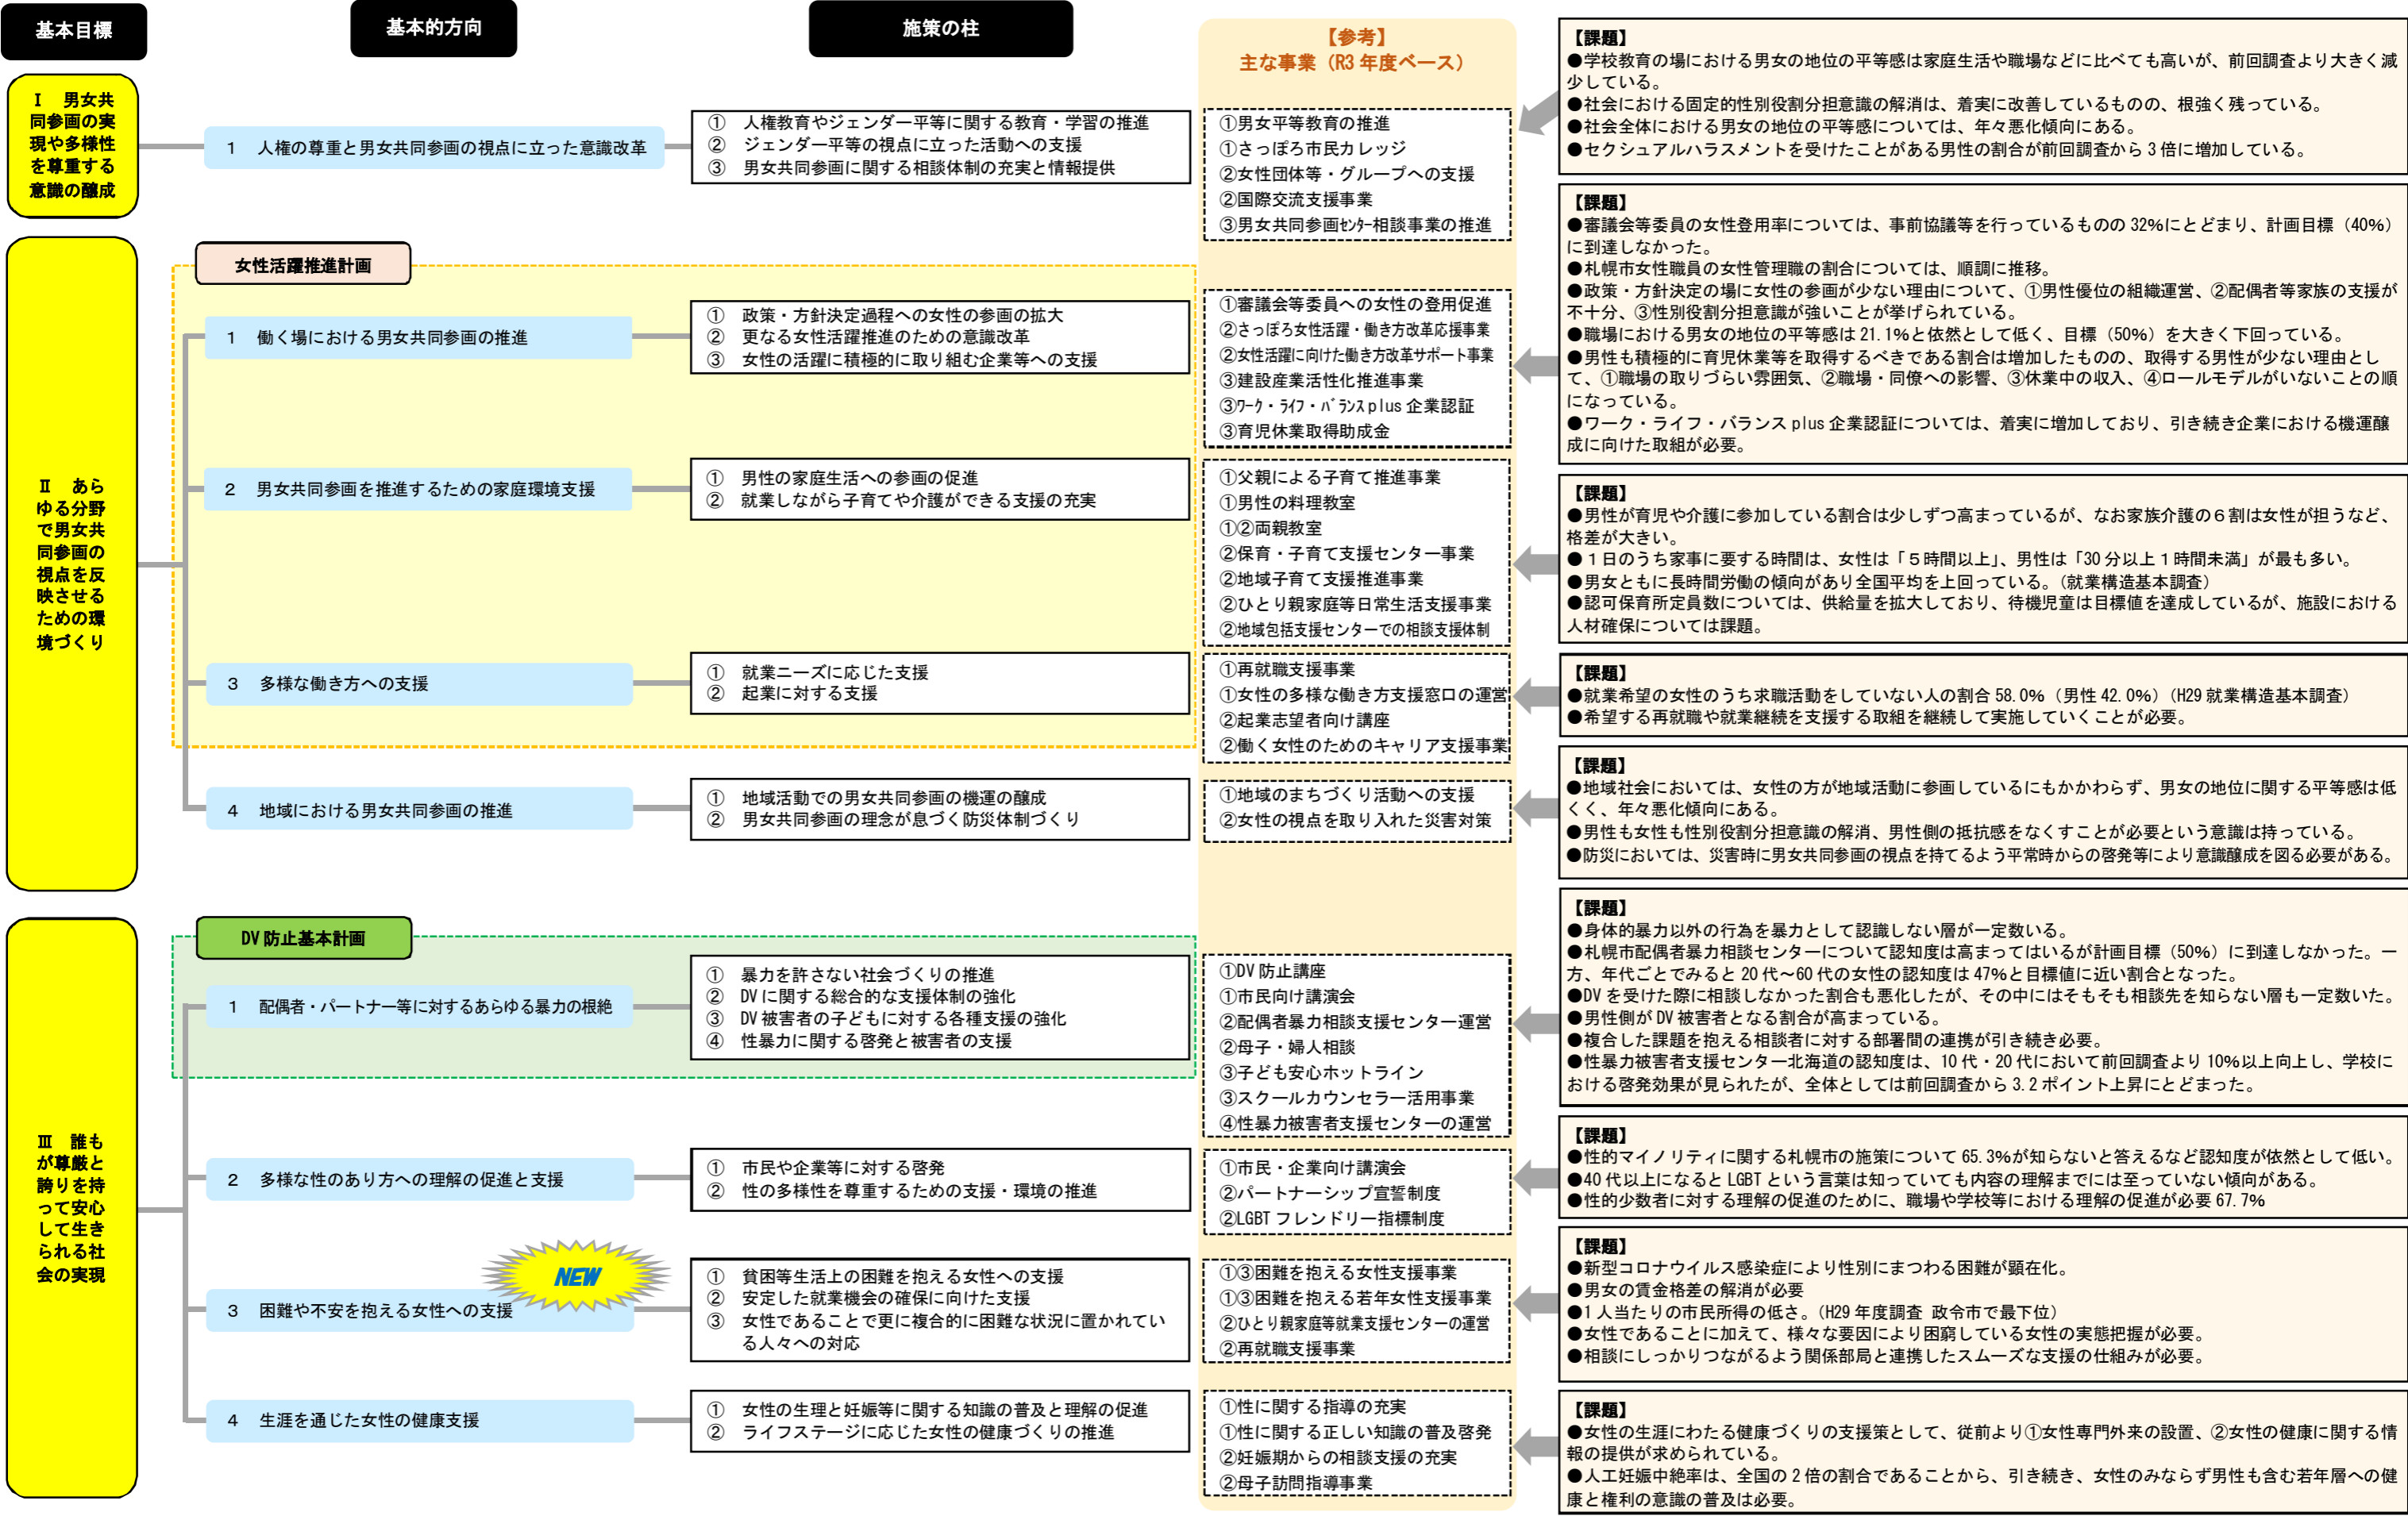 基本目標
基本的方向
施策の柱
【参考】
主な事業（R3 年度ベース）
Ⅰ　男女共
同参画の実
現や多様性
を尊重する
意識の醸成
１　人権の尊重と男女共同参画の視点に立った意識改革
①　人権教育やジェンダー平等に関する教育・学習の推進
②　ジェンダー平等の視点に立った活動への支援
③　男女共同参画に関する相談体制の充実と情報提供
①男女平等教育の推進
①さっぽろ市民カレッジ
②女性団体等・グループへの支援
②国際交流支援事業
③男女共同参画ｾﾝﾀｰ相談事業の推進
【課題】
●学校教育の場における男女の地位の平等感は家庭生活や職場などに比べても高いが、前回調査より大きく減
少している。
●社会における固定的性別役割分担意識の解消は、着実に改善しているものの、根強く残っている。
●社会全体における男女の地位の平等感については、年々悪化傾向にある。
●セクシュアルハラスメントを受けたことがある男性の割合が前回調査から 3 倍に増加している。
Ⅱ　あら
ゆる分野
で男女共
同参画の
視点を反
映させる
ための環
境づくり
女性活躍推進計画
１　働く場における男女共同参画の推進
①　政策・方針決定過程への女性の参画の拡大
②　更なる女性活躍推進のための意識改革
③　女性の活躍に積極的に取り組む企業等への支援
①審議会等委員への女性の登用促進
②さっぽろ女性活躍・働き方改革応援事業
②女性活躍に向けた働き方改革サポート事業
③建設産業活性化推進事業
③ﾜｰｸ・ﾗｲﾌ・ﾊﾞﾗﾝｽ plus 企業認証
③育児休業取得助成金
【課題】
●審議会等委員の女性登用率については、事前協議等を行っているものの 32%にとどまり、計画目標（40%）
に到達しなかった。
●札幌市女性職員の女性管理職の割合については、順調に推移。
●政策・方針決定の場に女性の参画が少ない理由について、①男性優位の組織運営、②配偶者等家族の支援が
不十分、③性別役割分担意識が強いことが挙げられている。
●職場における男女の地位の平等感は 21.1%と依然として低く、目標（50%）を大きく下回っている。
●男性も積極的に育児休業等を取得するべきである割合は増加したものの、取得する男性が少ない理由とし
て、①職場の取りづらい雰囲気、②職場・同僚への影響、③休業中の収入、④ロールモデルがいないことの順
になっている。
●ワーク・ライフ・バランス plus 企業認証については、着実に増加しており、引き続き企業における機運醸
成に向けた取組が必要。
２　男女共同参画を推進するための家庭環境支援
①　男性の家庭生活への参画の促進
②　就業しながら子育てや介護ができる支援の充実
①父親による子育て推進事業
①男性の料理教室
①②両親教室
②保育・子育て支援センター事業
②地域子育て支援推進事業
②ひとり親家庭等日常生活支援事業
②地域包括支援センターでの相談支援体制
【課題】
●男性が育児や介護に参加している割合は少しずつ高まっているが、なお家族介護の６割は女性が担うなど、
格差が大きい。
●１日のうち家事に要する時間は、女性は「５時間以上」、男性は「30 分以上１時間未満」が最も多い。
●男女ともに長時間労働の傾向があり全国平均を上回っている。（就業構造基本調査）
●認可保育所定員数については、供給量を拡大しており、待機児童は目標値を達成しているが、施設における
人材確保については課題。
３　多様な働き方への支援
①　就業ニーズに応じた支援
②　起業に対する支援
①再就職支援事業
①女性の多様な働き方支援窓口の運営
②起業志望者向け講座
②働く女性のためのキャリア支援事業
【課題】
●就業希望の女性のうち求職活動をしていない人の割合 58.0%（男性 42.0%）（H29 就業構造基本調査）
●希望する再就職や就業継続を支援する取組を継続して実施していくことが必要。
４　地域における男女共同参画の推進
①　地域活動での男女共同参画の機運の醸成
②　男女共同参画の理念が息づく防災体制づくり
①地域のまちづくり活動への支援
②女性の視点を取り入れた災害対策
【課題】
●地域社会においては、女性の方が地域活動に参画しているにもかかわらず、男女の地位に関する平等感は低
くく、年々悪化傾向にある。
●男性も女性も性別役割分担意識の解消、男性側の抵抗感をなくすことが必要という意識は持っている。
●防災においては、災害時に男女共同参画の視点を持てるよう平常時からの啓発等により意識醸成を図る必要がある。
Ⅲ　誰も
が尊厳と
誇りを持
って安心
して生き
られる社
会の実現
DV 防止基本計画
１　配偶者・パートナー等に対するあらゆる暴力の根絶
①　暴力を許さない社会づくりの推進
②　DV に関する総合的な支援体制の強化
③　DV 被害者の子どもに対する各種支援の強化
④　性暴力に関する啓発と被害者の支援
①DV 防止講座
①市民向け講演会
②配偶者暴力相談支援センター運営
②母子・婦人相談
③子ども安心ホットライン
③スクールカウンセラー活用事業
④性暴力被害者支援センターの運営
【課題】
●身体的暴力以外の行為を暴力として認識しない層が一定数いる。
●札幌市配偶者暴力相談センターについて認知度は高まってはいるが計画目標（50%）に到達しなかった。一
方、年代ごとでみると 20 代～60 代の女性の認知度は 47%と目標値に近い割合となった。
●DV を受けた際に相談しなかった割合も悪化したが、その中にはそもそも相談先を知らない層も一定数いた。
●男性側が DV 被害者となる割合が高まっている。
●複合した課題を抱える相談者に対する部署間の連携が引き続き必要。
●性暴力被害者支援センター北海道の認知度は、10 代・20 代において前回調査より 10%以上向上し、学校に
おける啓発効果が見られたが、全体としては前回調査から 3.2 ポイント上昇にとどまった。
２　多様な性のあり方への理解の促進と支援
①　市民や企業等に対する啓発
②　性の多様性を尊重するための支援・環境の推進
①市民・企業向け講演会
②パートナーシップ宣誓制度
②LGBT フレンドリー指標制度
【課題】
●性的マイノリティに関する札幌市の施策について 65.3%が知らないと答えるなど認知度が依然として低い。
●40 代以上になると LGBT という言葉は知っていても内容の理解までには至っていない傾向がある。
●性的少数者に対する理解の促進のために、職場や学校等における理解の促進が必要 67.7%
NEW
３　困難や不安を抱える女性への支援
①　貧困等生活上の困難を抱える女性への支援
②　安定した就業機会の確保に向けた支援
③　女性であることで更に複合的に困難な状況に置かれてい
る人々への対応
①③困難を抱える女性支援事業
①③困難を抱える若年女性支援事業
②ひとり親家庭等就業支援センターの運営
②再就職支援事業
【課題】
●新型コロナウイルス感染症により性別にまつわる困難が顕在化。
●男女の賃金格差の解消が必要
●1 人当たりの市民所得の低さ。（H29 年度調査 政令市で最下位）
●女性であることに加えて、様々な要因により困窮している女性の実態把握が必要。
●相談にしっかりつながるよう関係部局と連携したスムーズな支援の仕組みが必要。
４　生涯を通じた女性の健康支援
①　女性の生理と妊娠等に関する知識の普及と理解の促進
②　ライフステージに応じた女性の健康づくりの推進
①性に関する指導の充実
①性に関する正しい知識の普及啓発
②妊娠期からの相談支援の充実
②母子訪問指導事業
【課題】
●女性の生涯にわたる健康づくりの支援策として、従前より①女性専門外来の設置、②女性の健康に関する情
報の提供が求められている。
●人工妊娠中絶率は、全国の 2 倍の割合であることから、引き続き、女性のみならず男性も含む若年層への健
康と権利の意識の普及は必要。